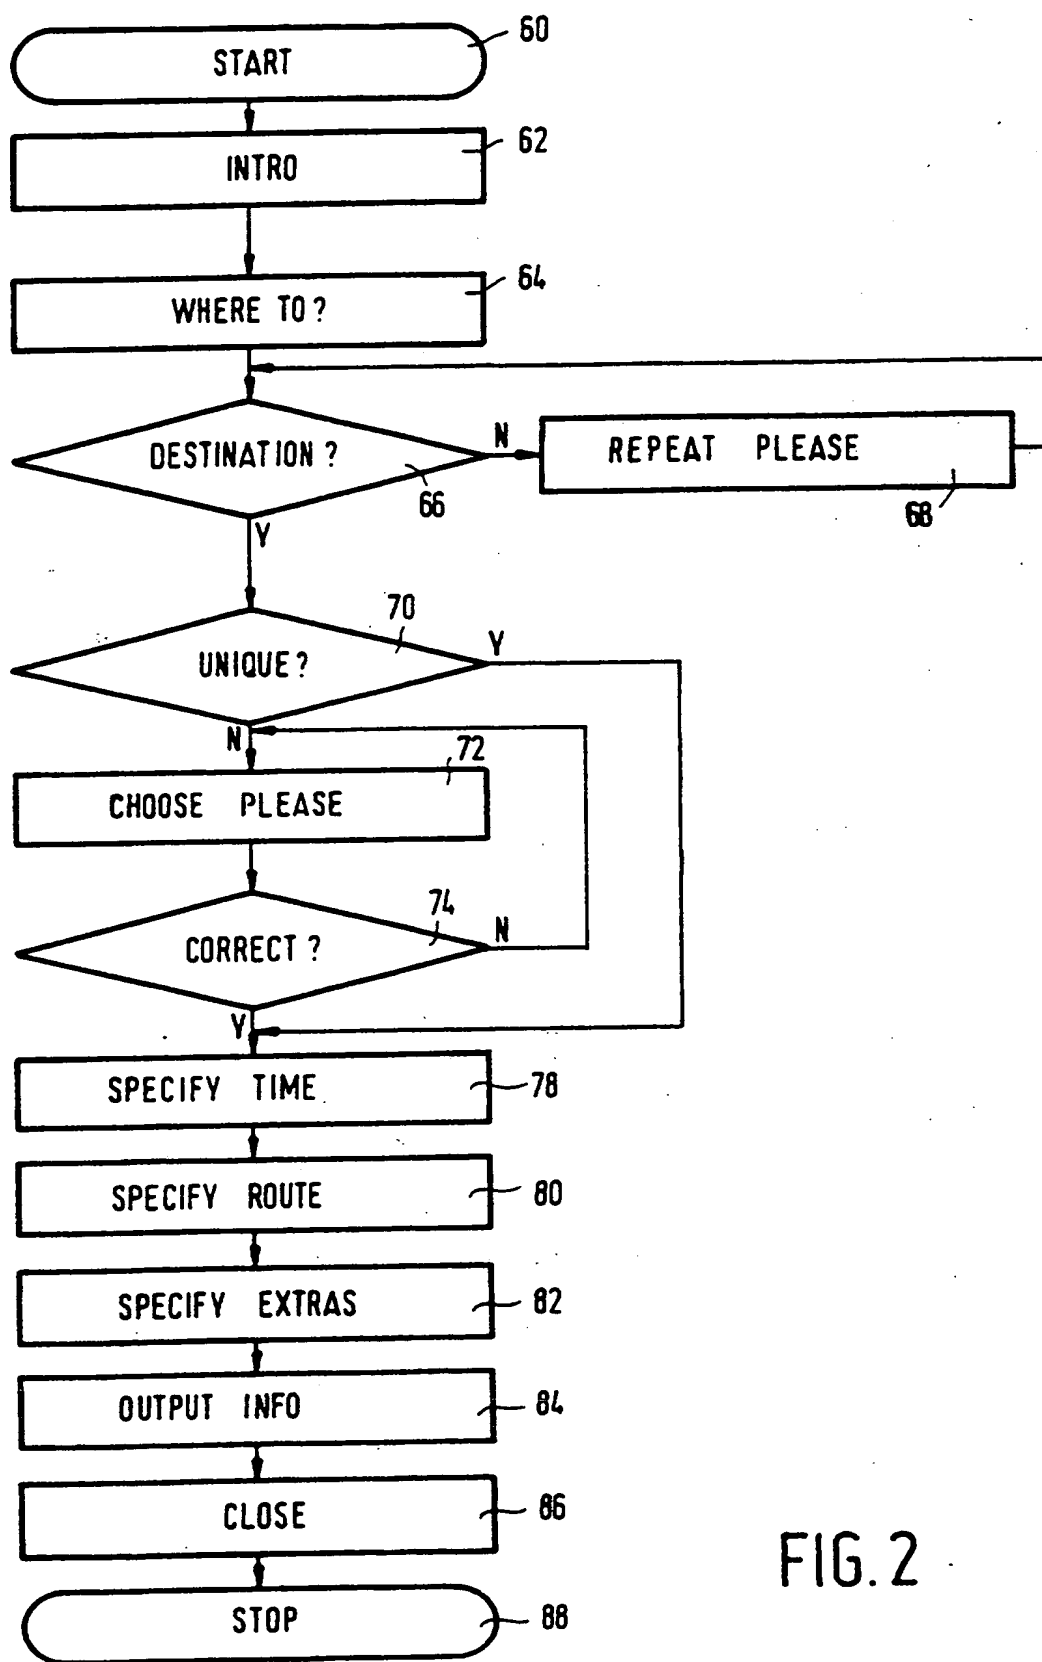 60
START
62
INTRO
64
WHERE TO?
DESTINATION?
N
REPEAT PLEASE
66
68
Y
70
UNIQUE?
Y
N
72
CHOOSE PLEASE
74
CORRECT?
N
Y
SPECIFY TIME
78
SPECIFY ROUTE
80
SPECIFY EXTRAS
82
OUTPUT INFO
84
CLOSE
86
STOP
88
FIG. 2